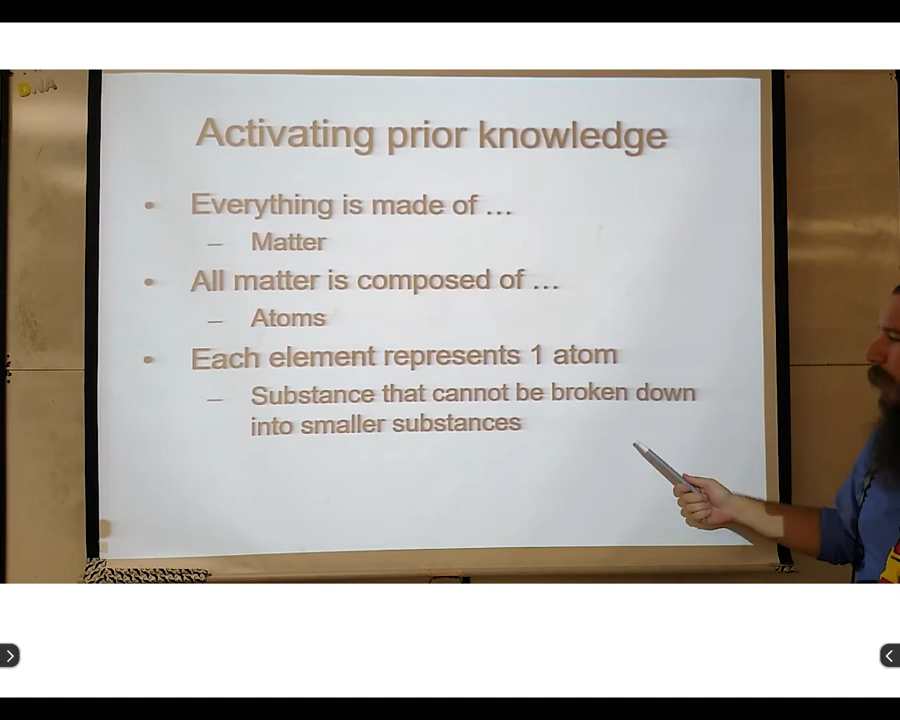 DNA
Activating prior knowledge
• Everything is made of ...
– Matter
• All matter is composed of ...
– Atoms
• Each element represents 1 atom
– Substance that cannot be broken down
into smaller substances